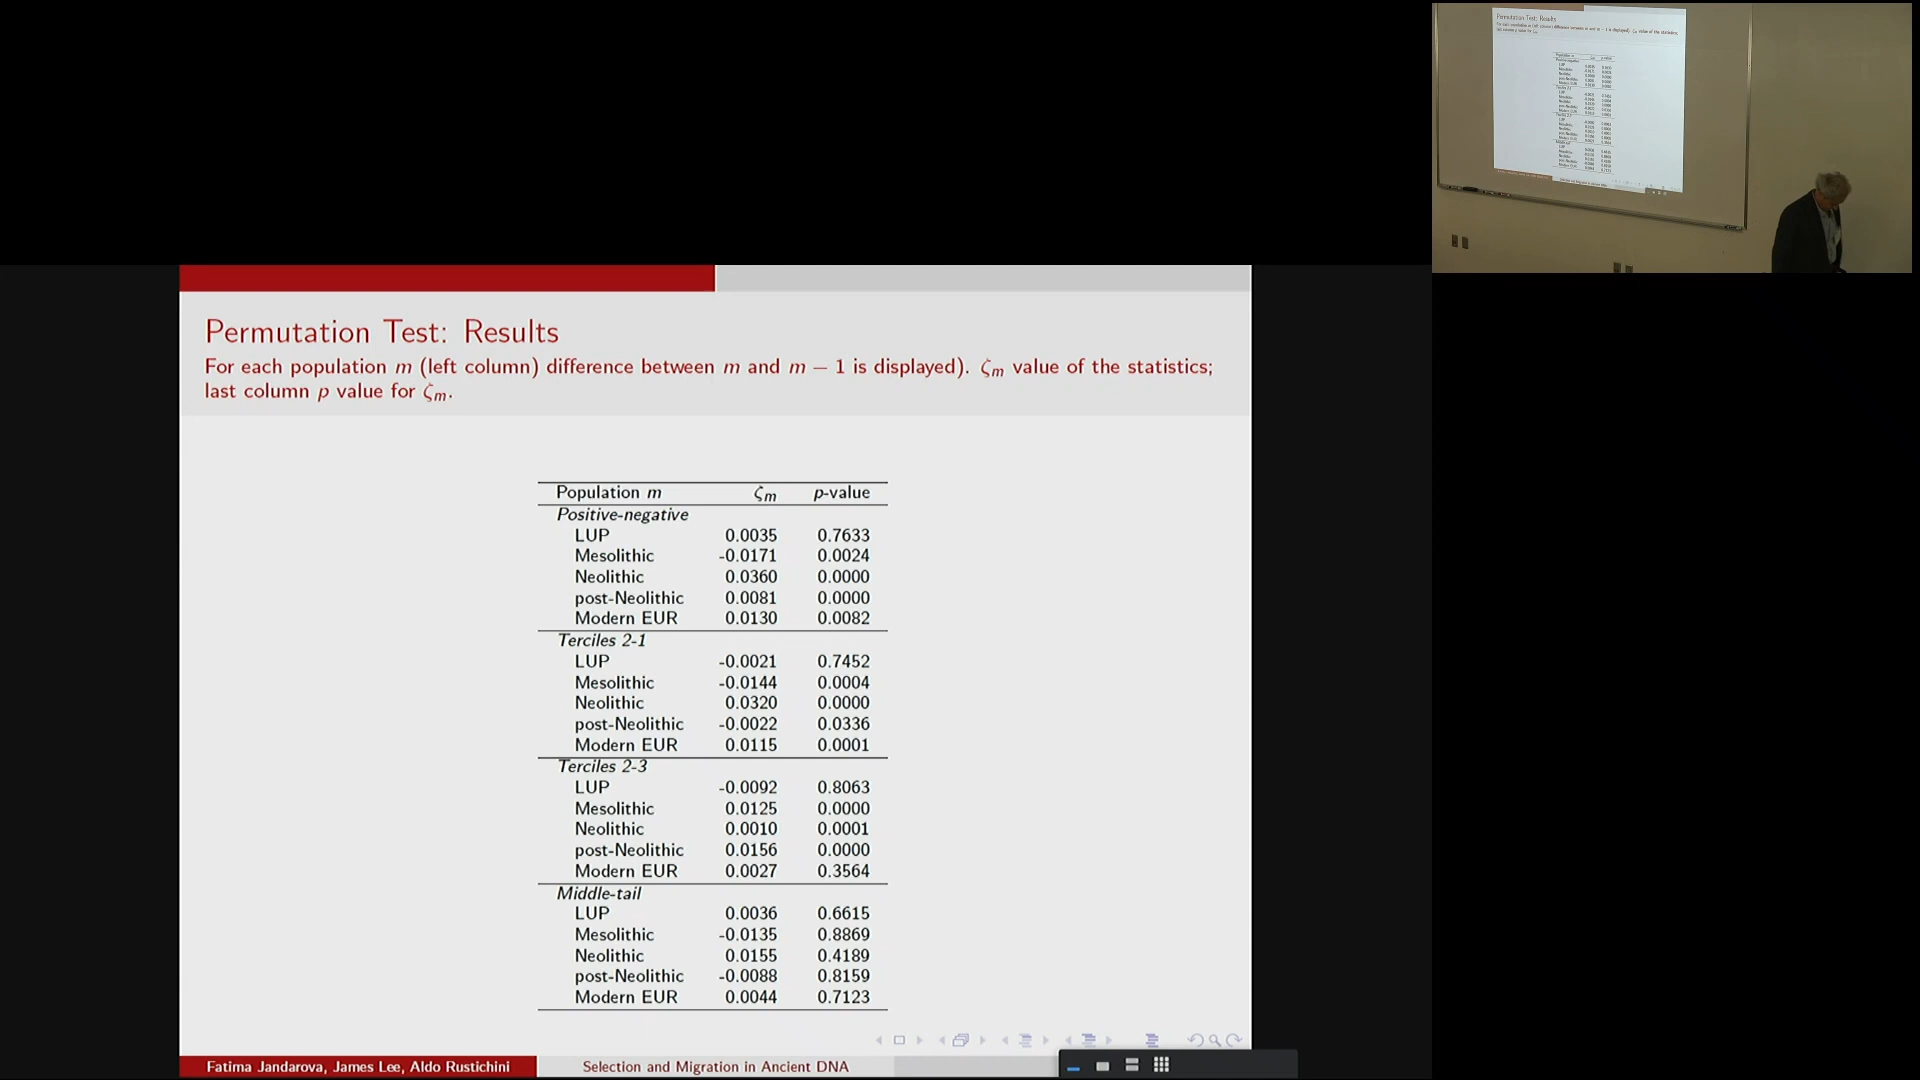 Permutation Test: Results
For each population m (left column) difference between m and m − 1 is displayed). ζm value of the statistics;
last column p value for ζm.
Population m ζm p-value
Positive-negative
LUP 0.0035 0.7633
Mesolithic -0.0171 0.0024
Neolithic 0.0360 0.0000
post-Neolithic 0.0081 0.0000
Modern EUR 0.0130 0.0082
Terciles 2-1
LUP -0.0021 0.7452
Mesolithic -0.0144 0.0004
Neolithic 0.0320 0.0000
post-Neolithic -0.0022 0.0336
Modern EUR 0.0115 0.0001
Terciles 2-3
LUP -0.0092 0.8063
Mesolithic 0.0125 0.0000
Neolithic 0.0010 0.0001
post-Neolithic 0.0156 0.0000
Modern EUR 0.0027 0.3564
Middle-tail
LUP 0.0036 0.6615
Mesolithic -0.0135 0.8869
Neolithic 0.0155 0.4189
post-Neolithic -0.0088 0.8159
Modern EUR 0.0044 0.7123
Fatima Jandarova, James Lee, Aldo Rustichini
Selection and Migration in Ancient DNA
Permutation Test: Results